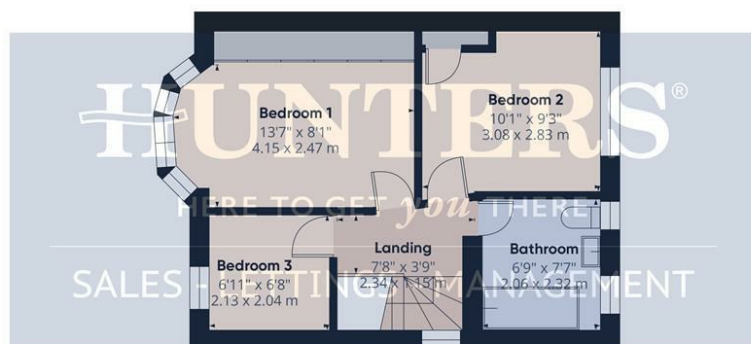 HUNTERS®
HERE TO GET you THERE
SALES - LETTINGS - MANAGEMENT
Bedroom 1
13'7" x 8'1"
4.15 x 2.47 m
Bedroom 2
10'1" x 9'3"
3.08 x 2.83 m
Bedroom 3
6'11" x 6'8"
2.13 x 2.04 m
Landing
7'8" x 3'9"
2.34 x 1.15 m
Bathroom
6'9" x 7'7"
2.06 x 2.32 m